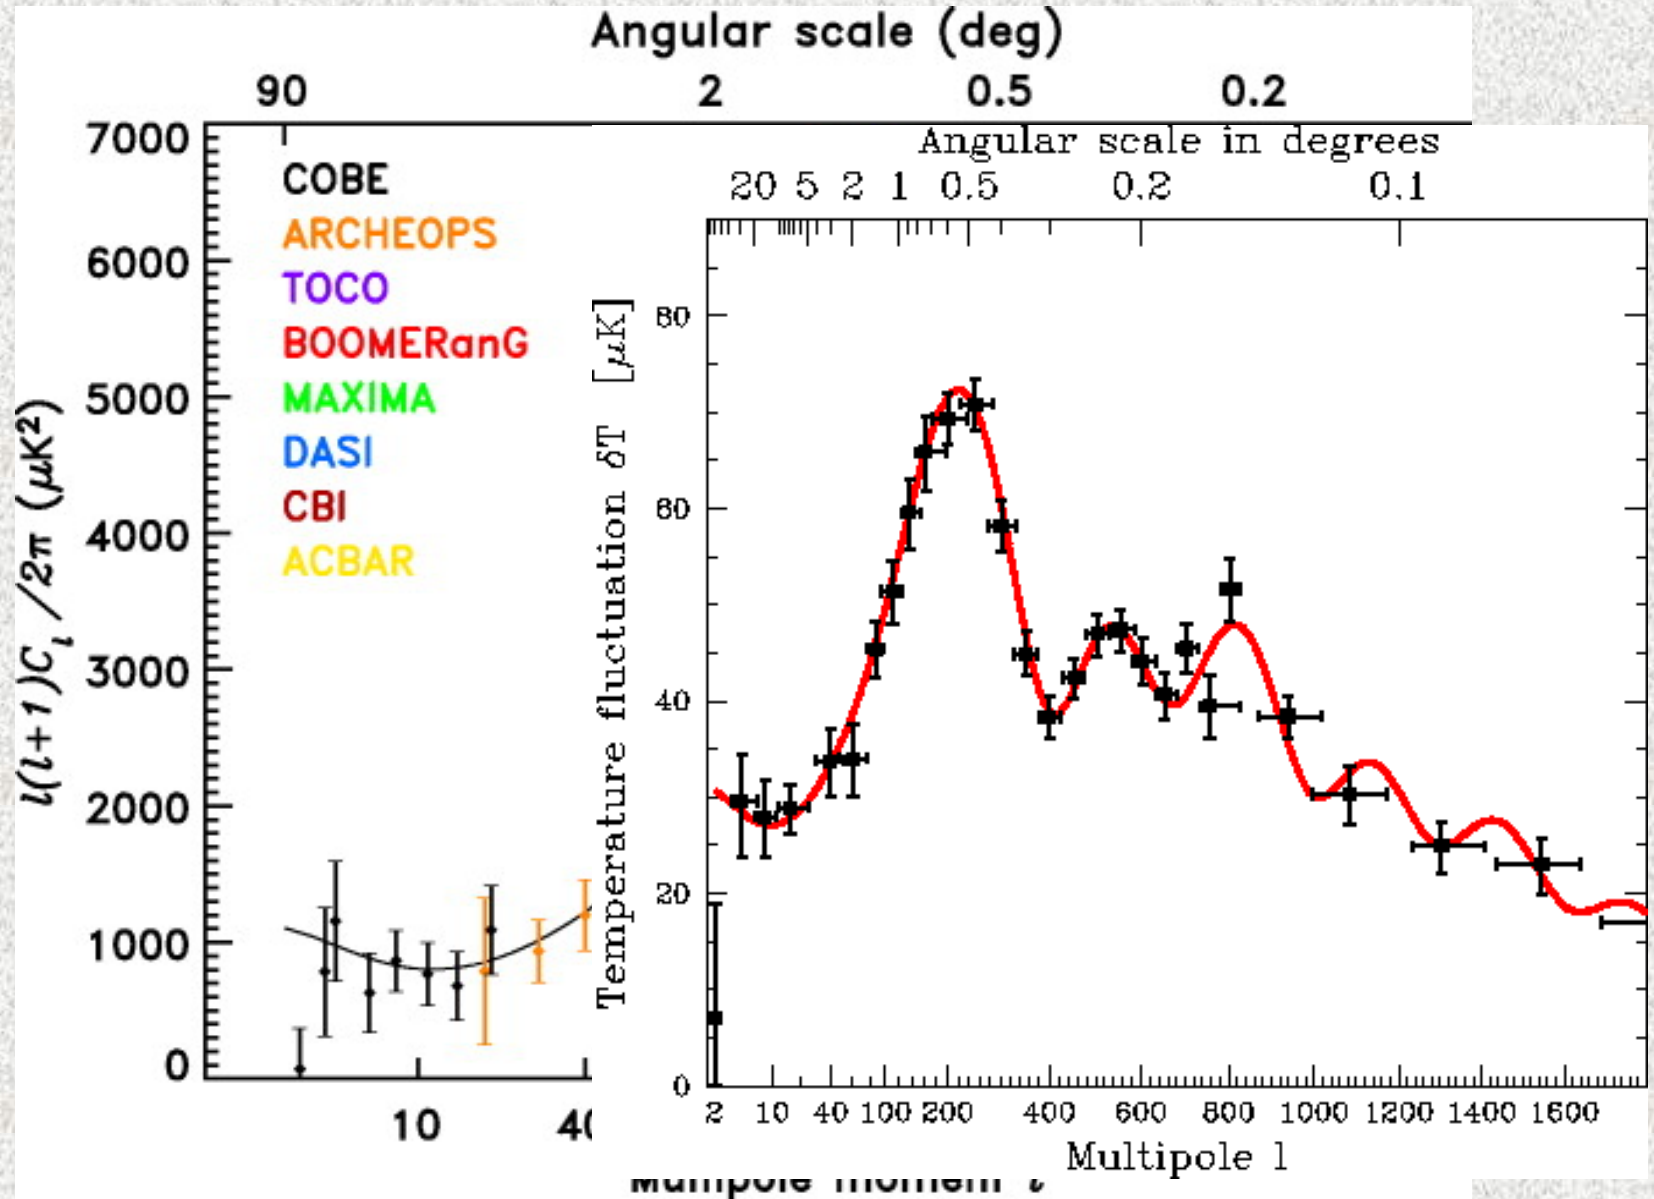 Angular scale (deg)
90 2 0.5 0.2
7000
6000
5000
4000
3000
2000
1000
0
l(l+1)C_l/2π (μK²)
COBE
ARCHEOPS
TOCO
BOOMERanG
MAXIMA
DASI
CBI
ACBAR
10
Angular scale in degrees
20 5 2 1 0.5 0.2 0.1
Temperature fluctuation δT [μK]
80
60
40
20
0
2 10 40 100 200 400 600 800 1000 1200 1400 1600
Multipole l
Multipole moment l